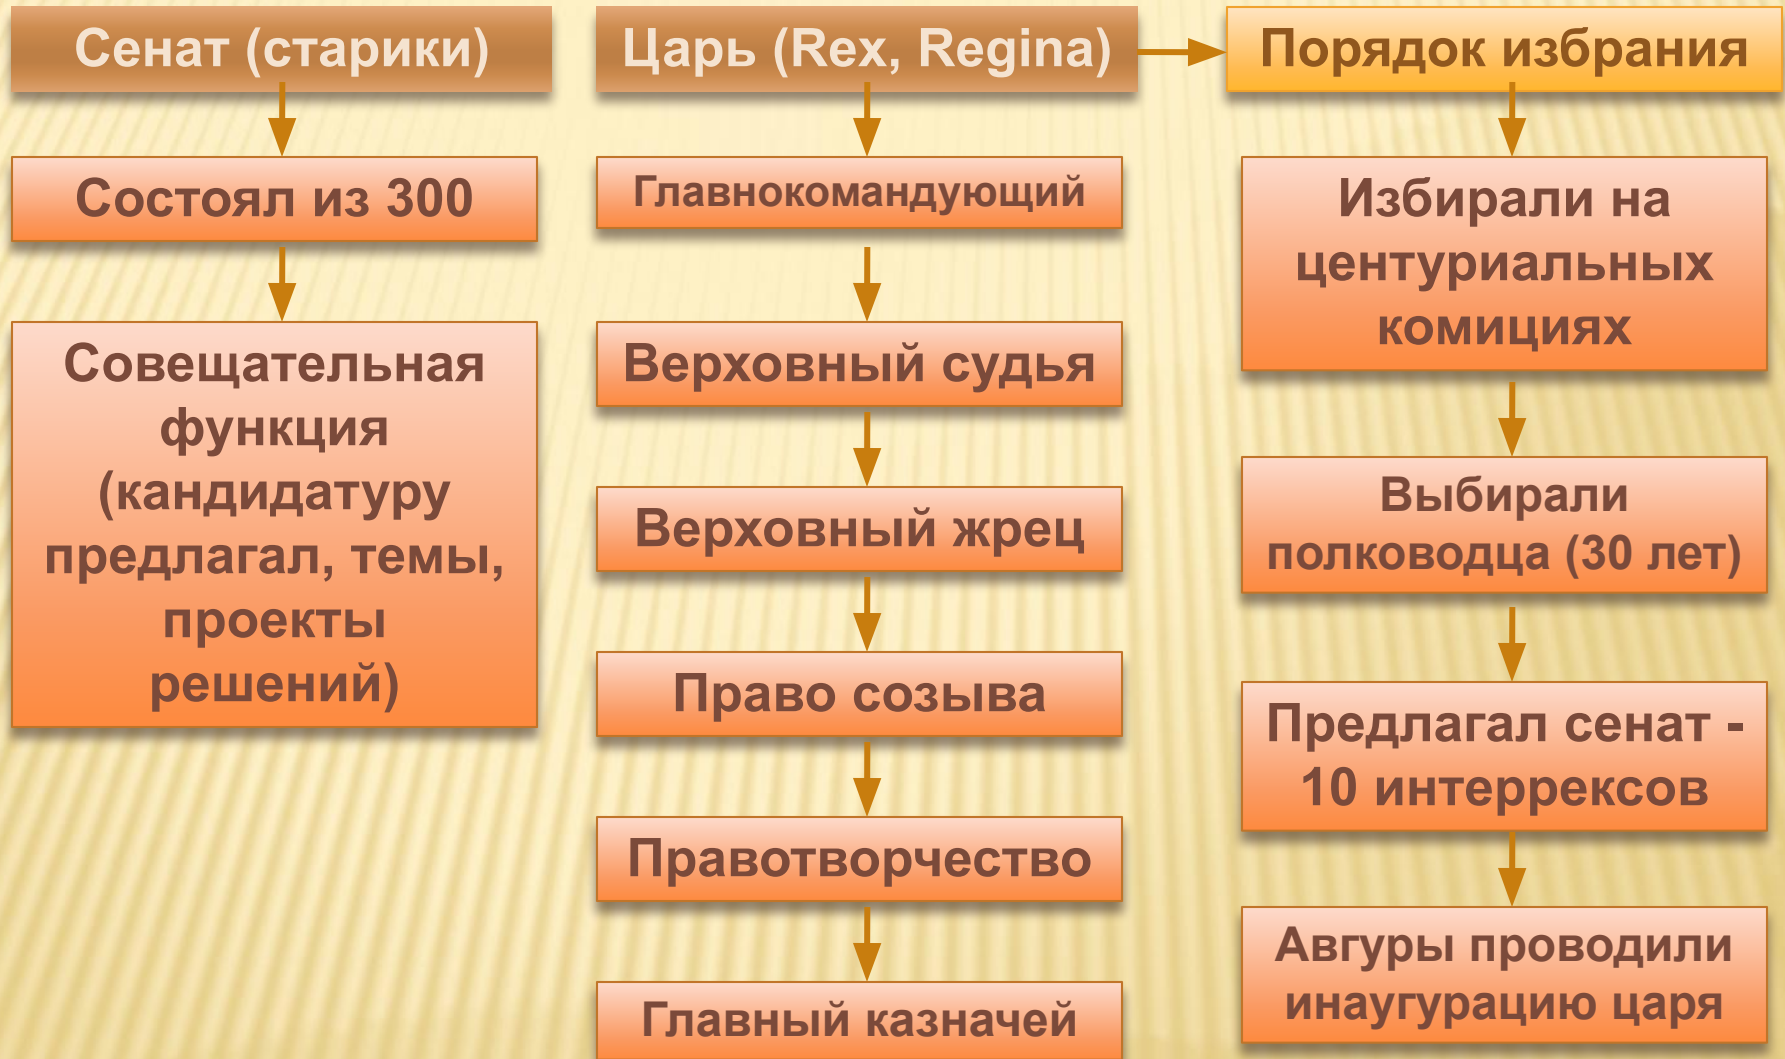 Сенат (старики)
Состоял из 300
Совещательная
функция
(кандидатуру
предлагал, темы,
проекты
решений)
Царь (Rex, Regina)
Главнокомандующий
Верховный судья
Верховный жрец
Право созыва
Правотворчество
Главный казначей
Порядок избрания
Избирали на
центуриальных
комициях
Выбирали
полководца (30 лет)
Предлагал сенат -
10 интеррексов
Авгуры проводили
инаугурацию царя